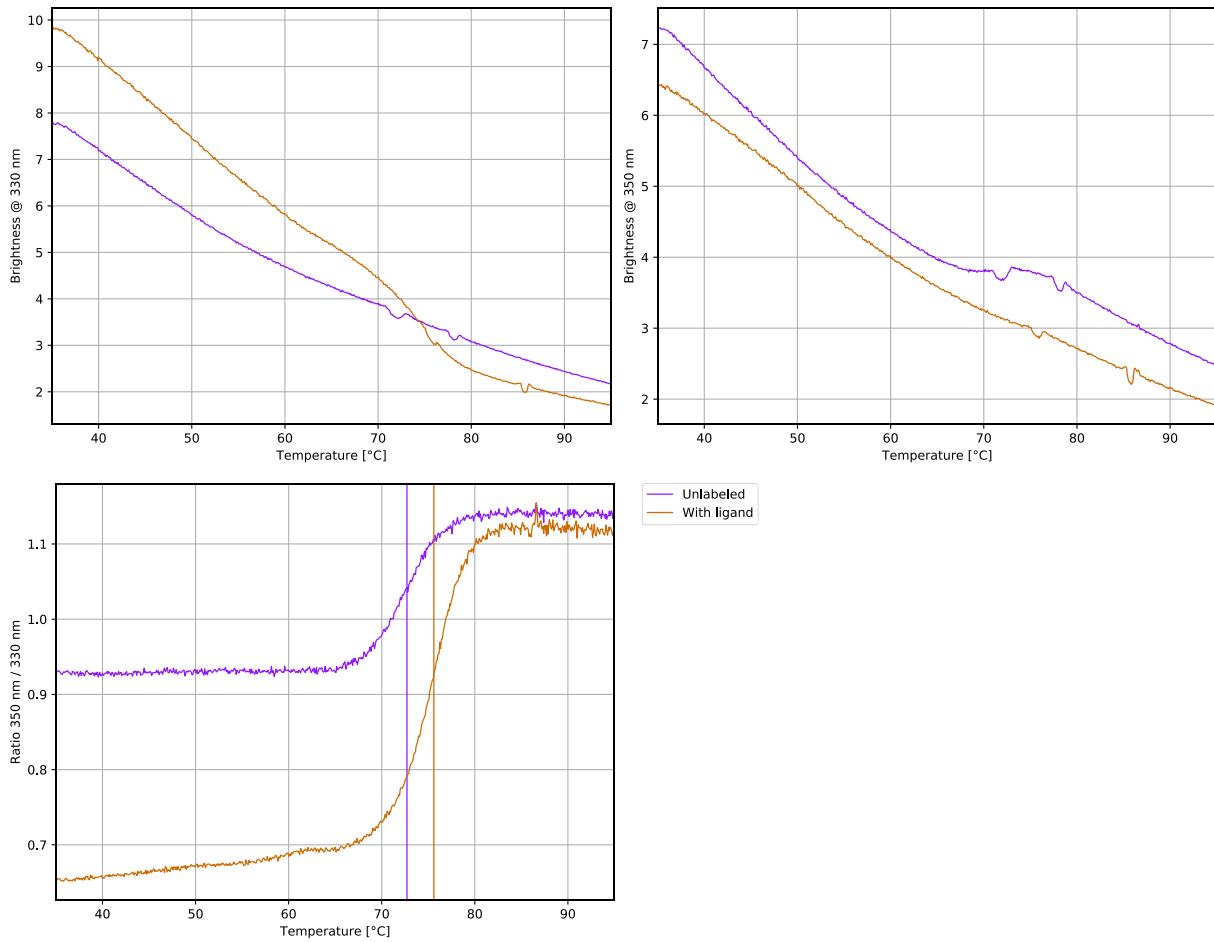 Brightness @ 330 nm
10
9
8
7
6
5
4
3
2
40 50 60 70 80 90
Temperature [°C]
Brightness @ 350 nm
7
6
5
4
3
2
40 50 60 70 80 90
Temperature [°C]
Ratio 350 nm / 330 nm
1.1
1.0
0.9
0.8
0.7
40 50 60 70 80 90
Temperature [°C]
Unlabeled
With ligand